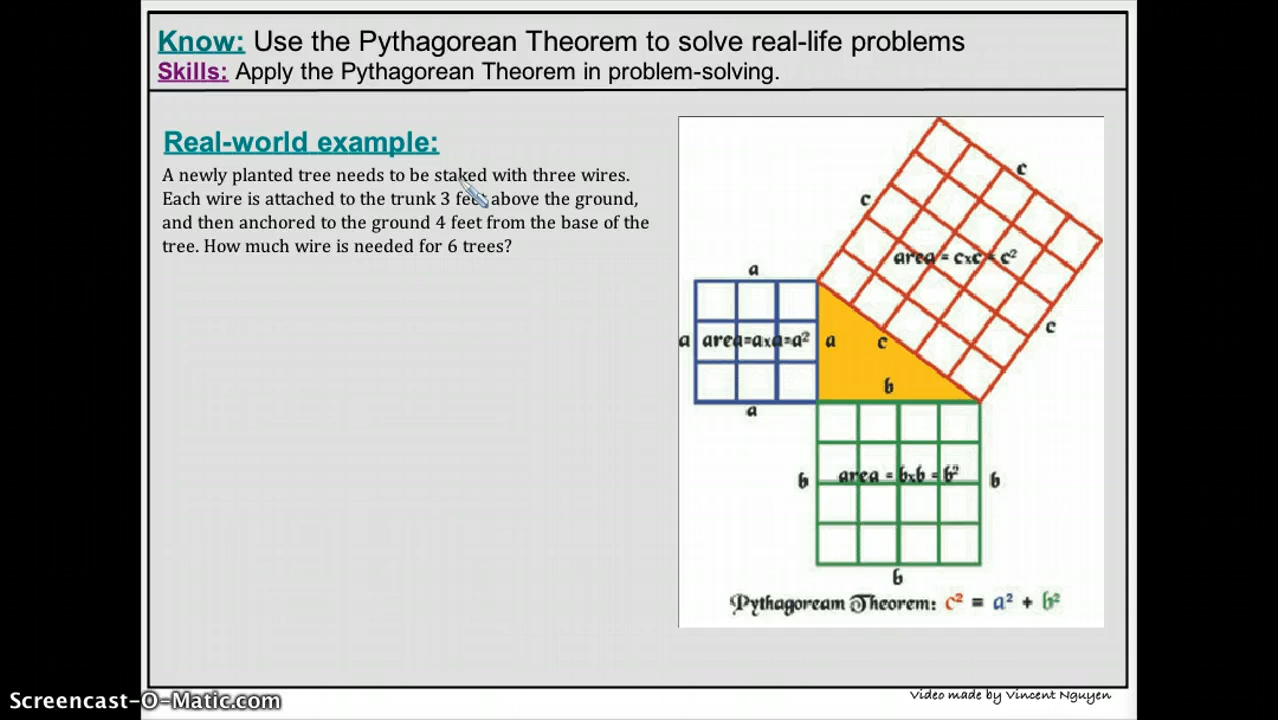 Know: Use the Pythagorean Theorem to solve real-life problems
Skills: Apply the Pythagorean Theorem in problem-solving.
Real-world example:
A newly planted tree needs to be staked with three wires.
Each wire is attached to the trunk 3 feet above the ground,
and then anchored to the ground 4 feet from the base of the
tree. How much wire is needed for 6 trees?
c
c
area = cxc = c²
a
a
area=axa=a²
a
c
c
b
a
b
area = bxb = b²
b
b
Pythagorean Theorem: c² = a² + b²
Screencast-O-Matic.com
Video made by Vincent Nguyen